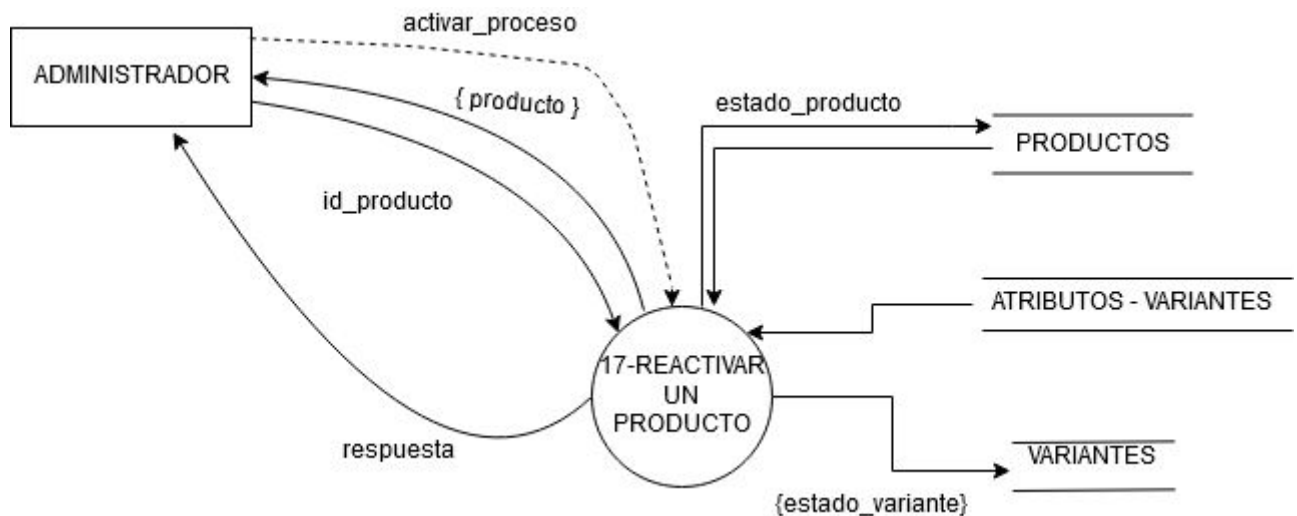 activar_proceso
ADMINISTRADOR
{ producto }
estado_producto
PRODUCTOS
id_producto
ATRIBUTOS - VARIANTES
17-REACTIVAR
UN
PRODUCTO
respuesta
VARIANTES
{estado_variante}